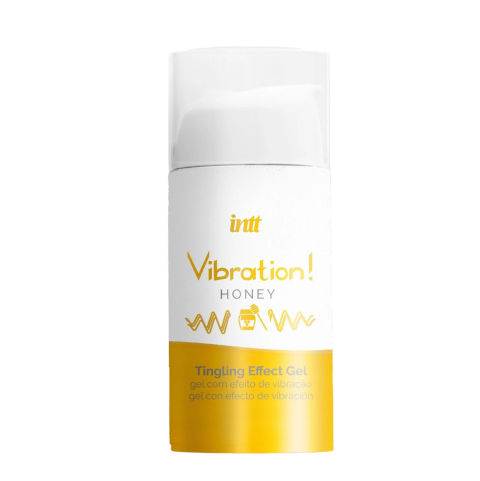 intt
Vibration!
HONEY
Tingling Effect Gel
gel com efeito de vibração
gel con efecto de vibración